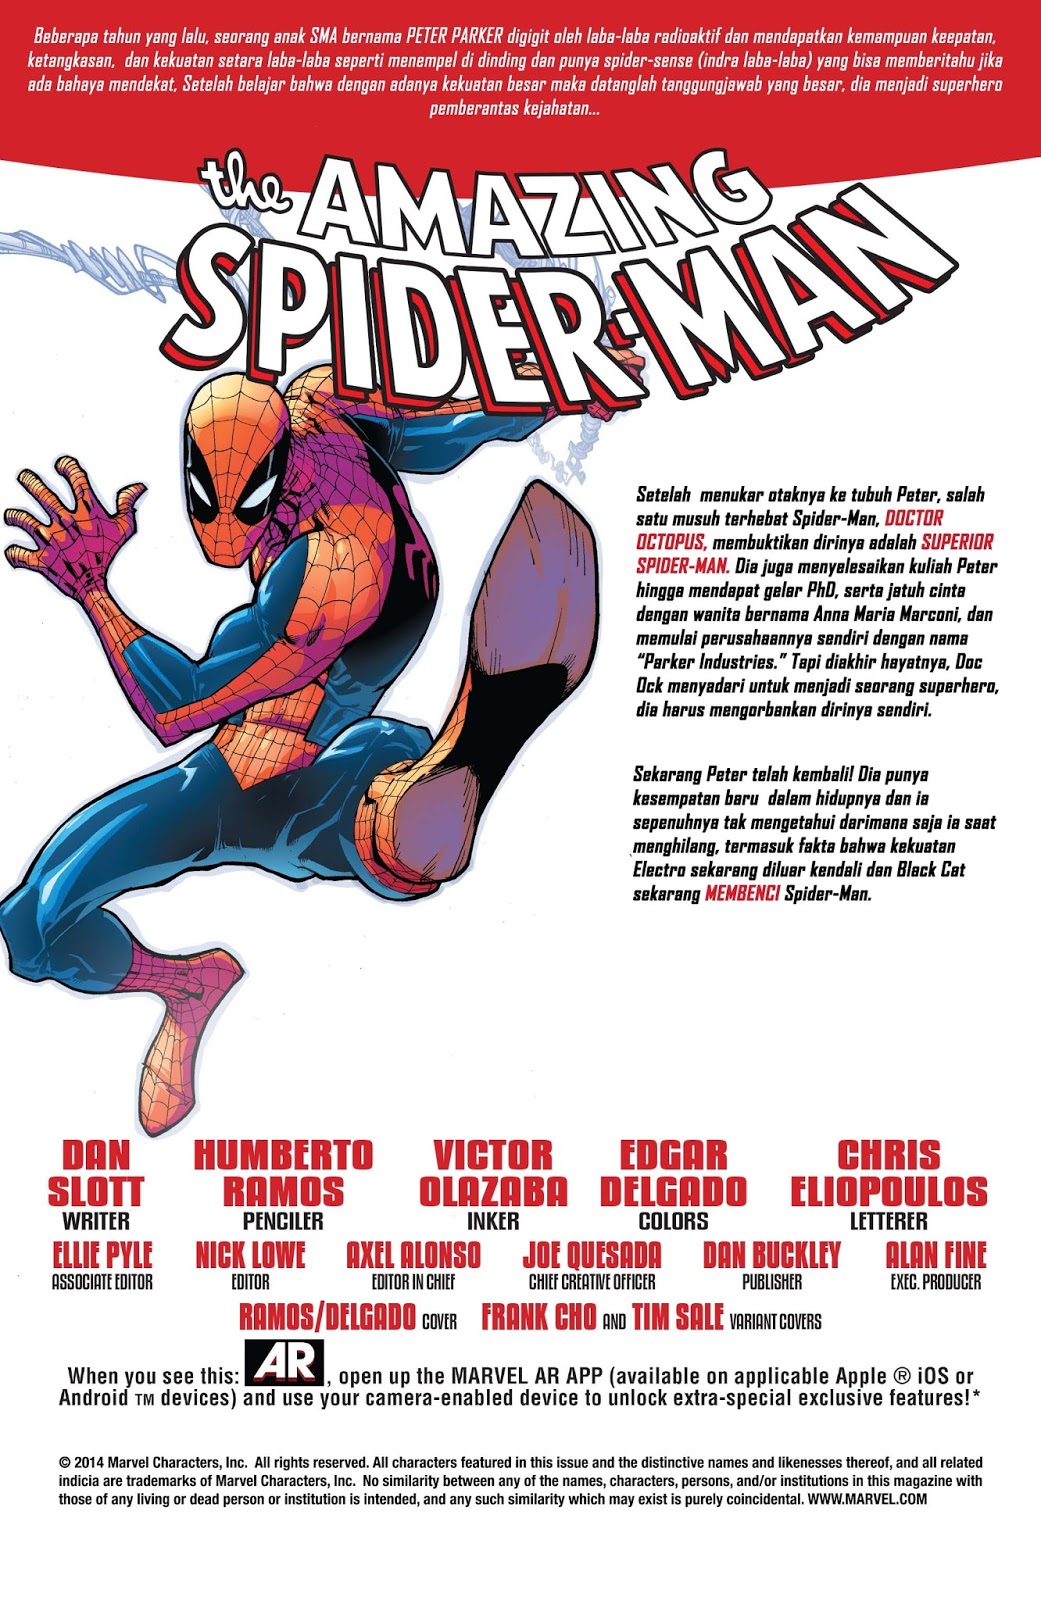 Beberapa tahun yang lalu, seorang anak SMA bernama PETER PARKER digigit oleh laba-laba radioaktif dan mendapatkan kemampuan keepatan,
ketangkasan, dan kekuatan setara laba-laba seperti menempel di dinding dan punya spider-sense (indra laba-laba) yang bisa memberitahu jika
ada bahaya mendekat, Setelah belajar bahwa dengan adanya kekuatan besar maka datanglah tanggungjawab yang besar, dia menjadi superhero
pemberantas kejahatan...
the AMAZING
SPIDER-MAN
Setelah menukar otaknya ke tubuh Peter, salah
satu musuh terhebat Spider-Man, DOCTOR
OCTOPUS, membuktikan dirinya adalah SUPERIOR
SPIDER-MAN. Dia juga menyelesaikan kuliah Peter
hingga mendapat gelar PhD, serta jatuh cinta
dengan wanita bernama Anna Maria Marconi, dan
memulai perusahaannya sendiri dengan nama
“Parker Industries.” Tapi diakhir hayatnya, Doc
Ock menyadari untuk menjadi seorang superhero,
dia harus mengorbankan dirinya sendiri.
Sekarang Peter telah kembali! Dia punya
kesempatan baru dalam hidupnya dan ia
sepenuhnya tak mengetahui darimana saja ia saat
menghilang, termasuk fakta bahwa kekuatan
Electro sekarang diluar kendali dan Black Cat
sekarang MEMBENCI Spider-Man.
DAN SLOTT WRITER
HUMBERTO RAMOS PENCILER
VICTOR OLAZABA INKER
EDGAR DELGADO COLORS
CHRIS ELIOPOULOS LETTERER
ELLIE PYLE ASSOCIATE EDITOR
NICK LOWE EDITOR
AXEL ALONSO EDITOR IN CHIEF
JOE QUESADA CHIEF CREATIVE OFFICER
DAN BUCKLEY PUBLISHER
ALAN FINE EXEC. PRODUCER
RAMOS/DELGADO COVER FRANK CHO AND TIM SALE VARIANT COVERS
When you see this: AR, open up the MARVEL AR APP (available on applicable Apple ® iOS or
Android TM devices) and use your camera-enabled device to unlock extra-special exclusive features!*
© 2014 Marvel Characters, Inc. All rights reserved. All characters featured in this issue and the distinctive names and likenesses thereof, and all related
indicia are trademarks of Marvel Characters, Inc. No similarity between any of the names, characters, persons, and/or institutions in this magazine with
those of any living or dead person or institution is intended, and any such similarity which may exist is purely coincidental. WWW.MARVEL.COM